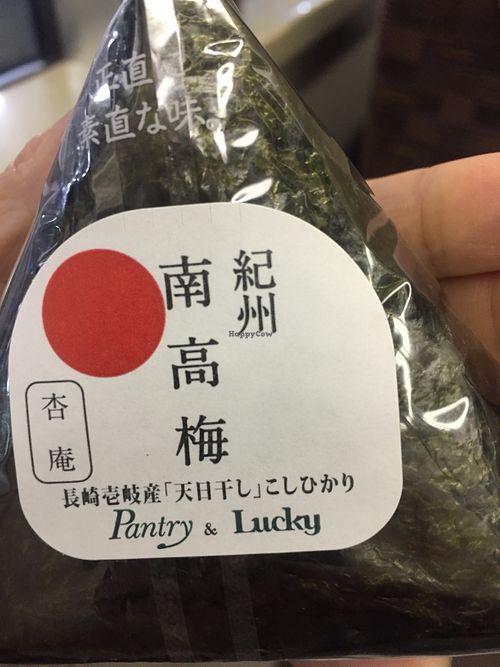 正直
素直な味。
紀州
南高梅
杏庵
長崎壱岐産「天日干し」こしひかり
Pantry & Lucky
HappyCow